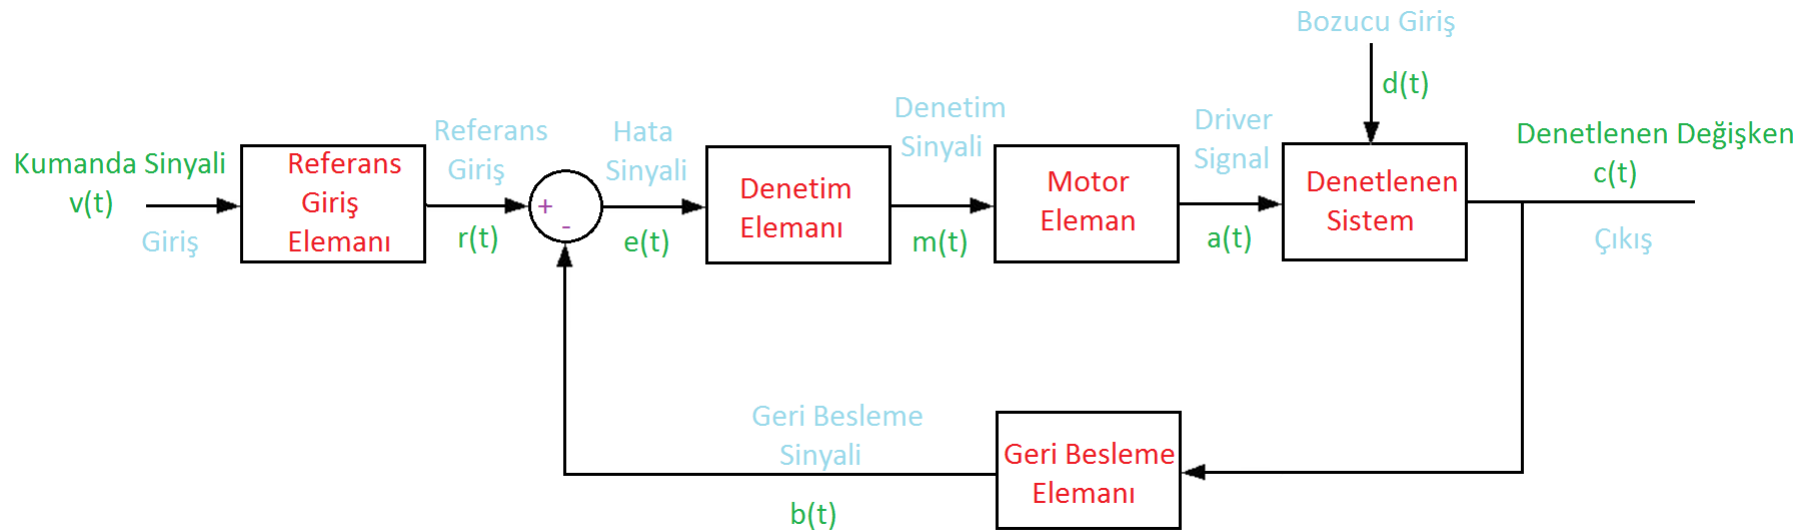 Bozucu Giriş
d(t)
Kumanda Sinyali
v(t)
Giriş
Referans
Giriş
Elemanı
Referans
Giriş
r(t)
+
-
Hata
Sinyali
e(t)
Denetim
Elemanı
Denetim
Sinyali
m(t)
Motor
Eleman
Driver
Signal
a(t)
Denetlenen
Sistem
Denetlenen Değişken
c(t)
Çıkış
Geri Besleme
Sinyali
b(t)
Geri Besleme
Elemanı